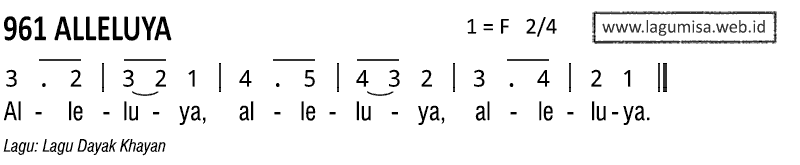 961 ALLELUYA 1 = F 2/4 www.lagumisa.web.id
3 . 2 | 3 2 1 | 4 . 5 | 4 3 2 | 3 . 4 | 2 1 ||
Al - le - lu - ya, al - le - lu - ya, al - le - lu - ya.
Lagu: Lagu Dayak Khayan